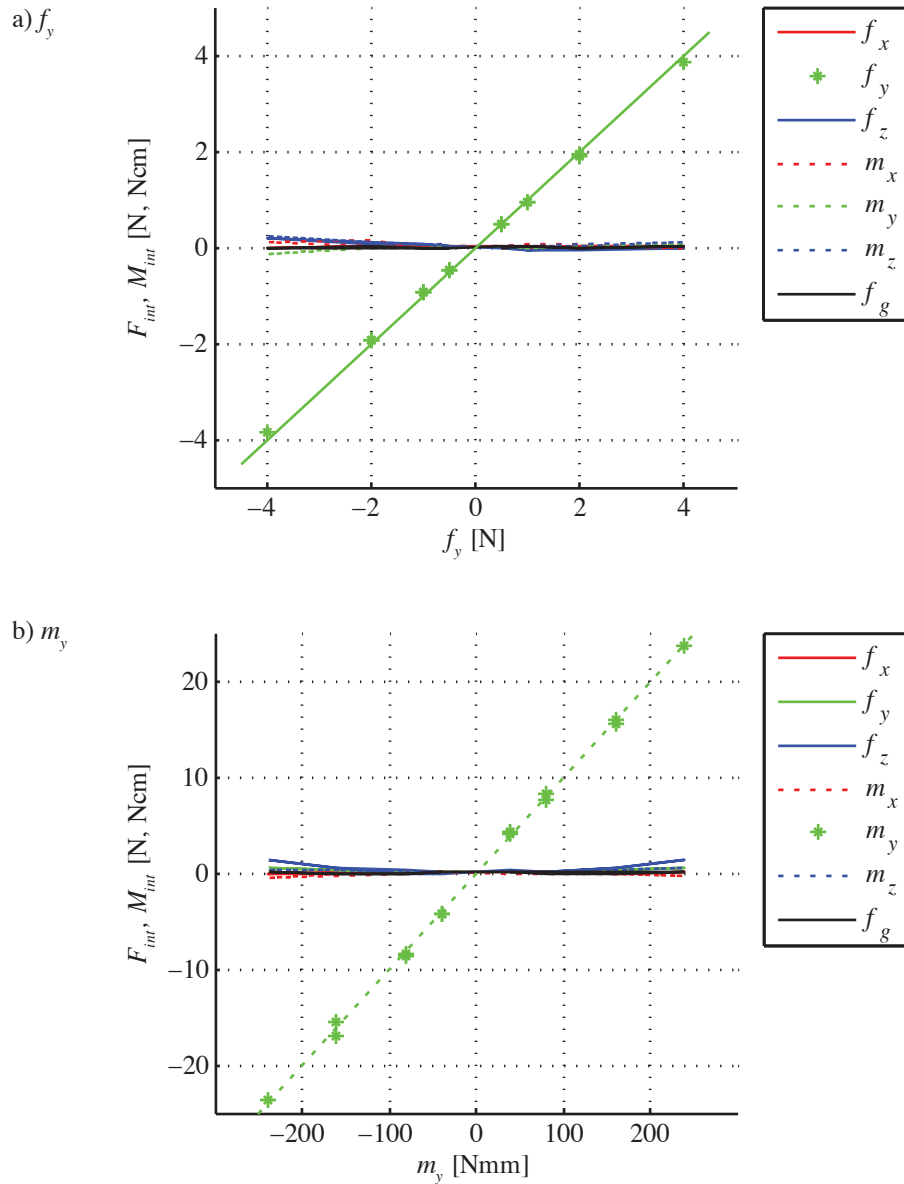 a) f_y
4
2
0
−2
−4
F_int, M_int [N, Ncm]
−4 −2 0 2 4
f_y [N]
f_x
f_y
f_z
m_x
m_y
m_z
f_g
b) m_y
20
10
0
−10
−20
F_int, M_int [N, Ncm]
−200 −100 0 100 200
m_y [Nmm]
f_x
f_y
f_z
m_x
m_y
m_z
f_g